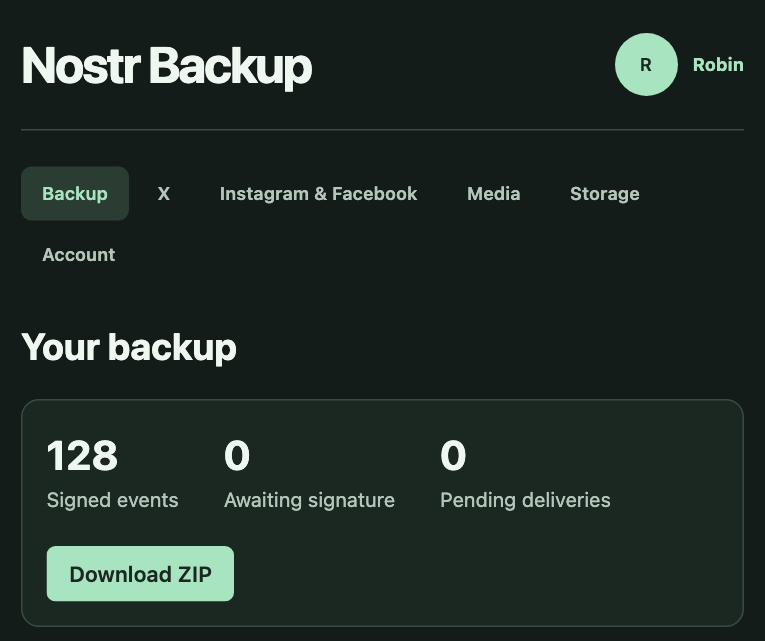 Nostr Backup
R Robin
Backup X Instagram & Facebook Media Storage
Account
Your backup
128 0 0
Signed events Awaiting signature Pending deliveries
Download ZIP